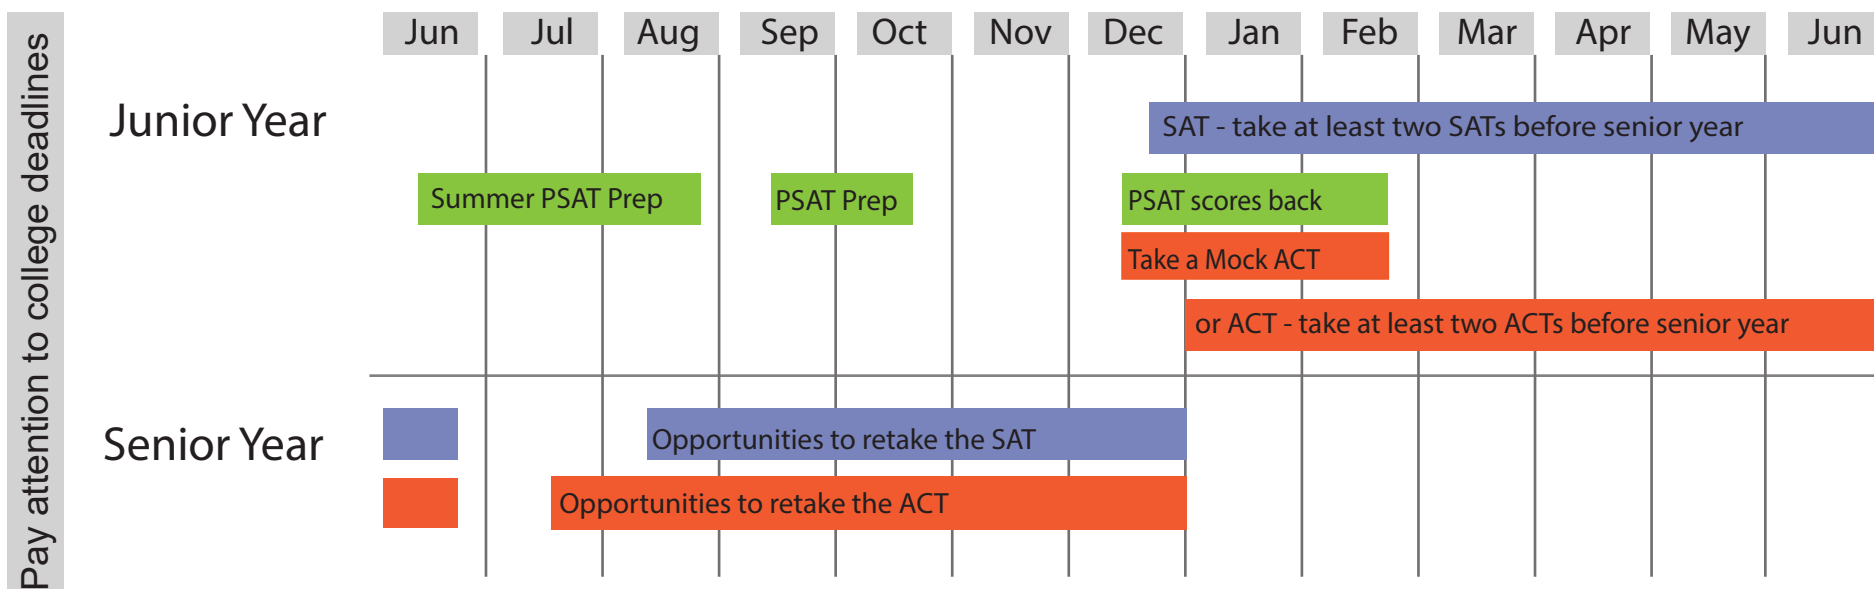 Pay attention to college deadlines
Jun Jul Aug Sep Oct Nov Dec Jan Feb Mar Apr May Jun
Junior Year
SAT - take at least two SATs before senior year
Summer PSAT Prep PSAT Prep PSAT scores back
Take a Mock ACT
or ACT - take at least two ACTs before senior year
Senior Year
Opportunities to retake the SAT
Opportunities to retake the ACT